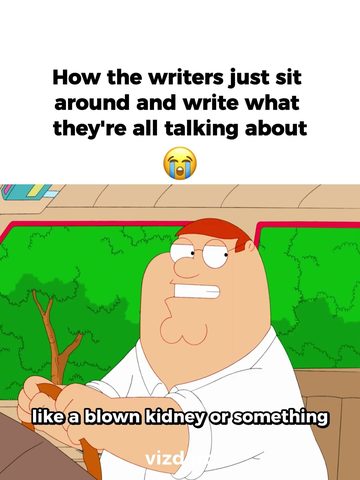 How the writers just sit
around and write what
they're all talking about
😭
like a blown kidney or something